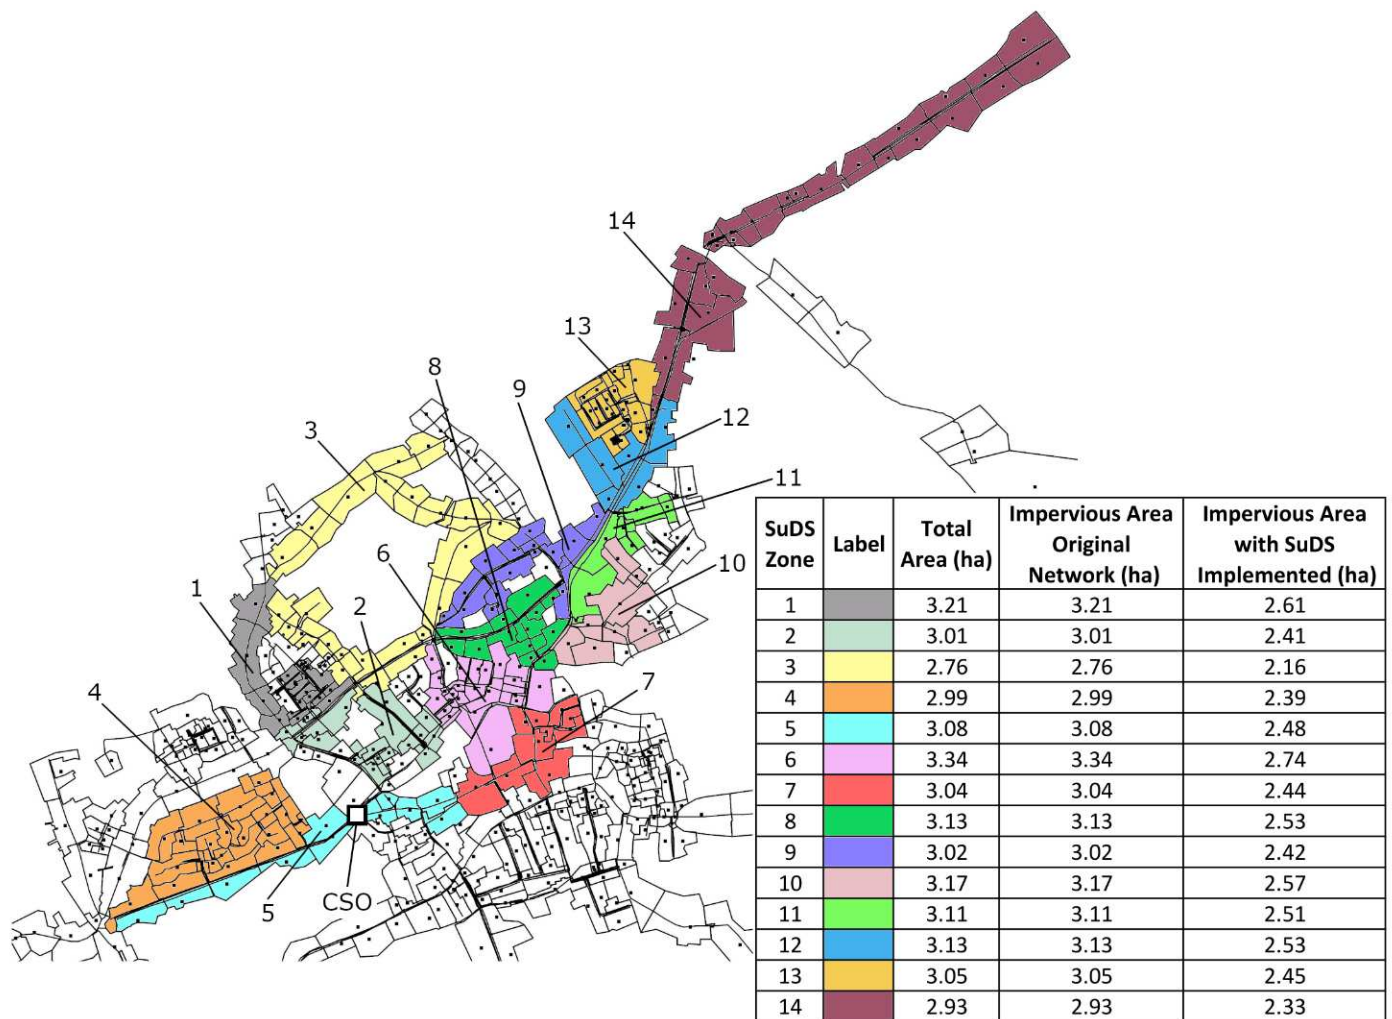 14
13
8
9
12
3
11
6
10
1
2
7
4
5
CSO
SuDS Zone Label Total Area (ha) Impervious Area Original Network (ha) Impervious Area with SuDS Implemented (ha)
1 3.21 3.21 2.61
2 3.01 3.01 2.41
3 2.76 2.76 2.16
4 2.99 2.99 2.39
5 3.08 3.08 2.48
6 3.34 3.34 2.74
7 3.04 3.04 2.44
8 3.13 3.13 2.53
9 3.02 3.02 2.42
10 3.17 3.17 2.57
11 3.11 3.11 2.51
12 3.13 3.13 2.53
13 3.05 3.05 2.45
14 2.93 2.93 2.33